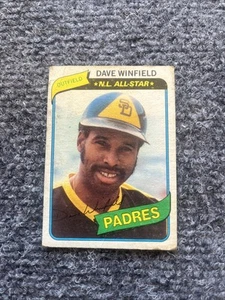 DAVE WINFIELD
OUTFIELD
★N.L. ALL-STAR★
SD
PADRES